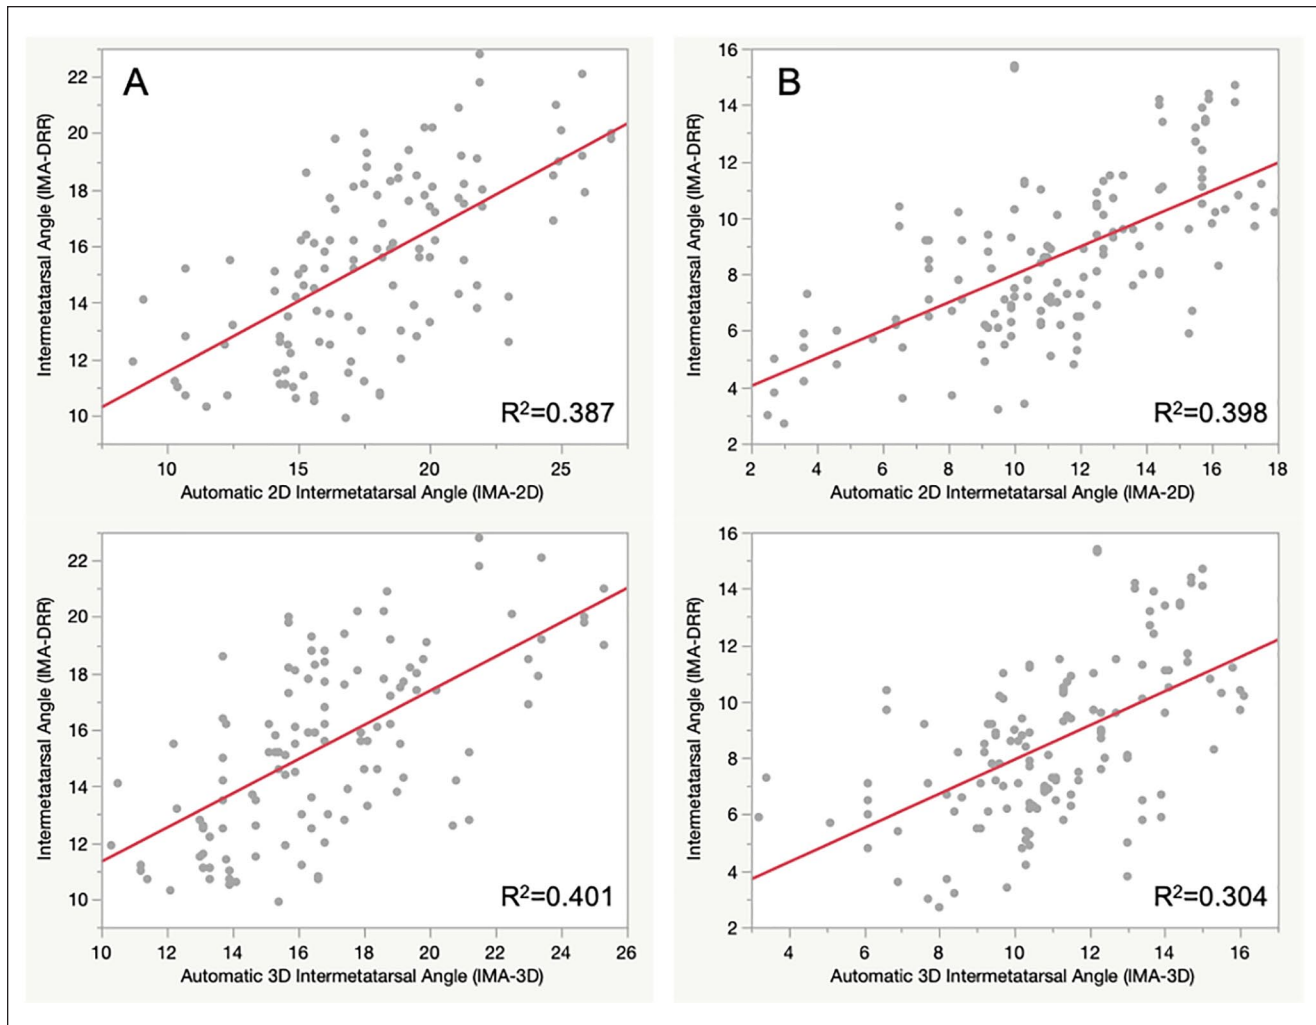 A
Intermetatarsal Angle (IMA-DRR)
22
20
18
16
14
12
10
R²=0.387
10 15 20 25
Automatic 2D Intermetatarsal Angle (IMA-2D)
B
Intermetatarsal Angle (IMA-DRR)
16
14
12
10
8
6
4
2
R²=0.398
2 4 6 8 10 12 14 16 18
Automatic 2D Intermetatarsal Angle (IMA-2D)
Intermetatarsal Angle (IMA-DRR)
22
20
18
16
14
12
10
R²=0.401
10 12 14 16 18 20 22 24 26
Automatic 3D Intermetatarsal Angle (IMA-3D)
Intermetatarsal Angle (IMA-DRR)
16
14
12
10
8
6
4
2
R²=0.304
4 6 8 10 12 14 16
Automatic 3D Intermetatarsal Angle (IMA-3D)